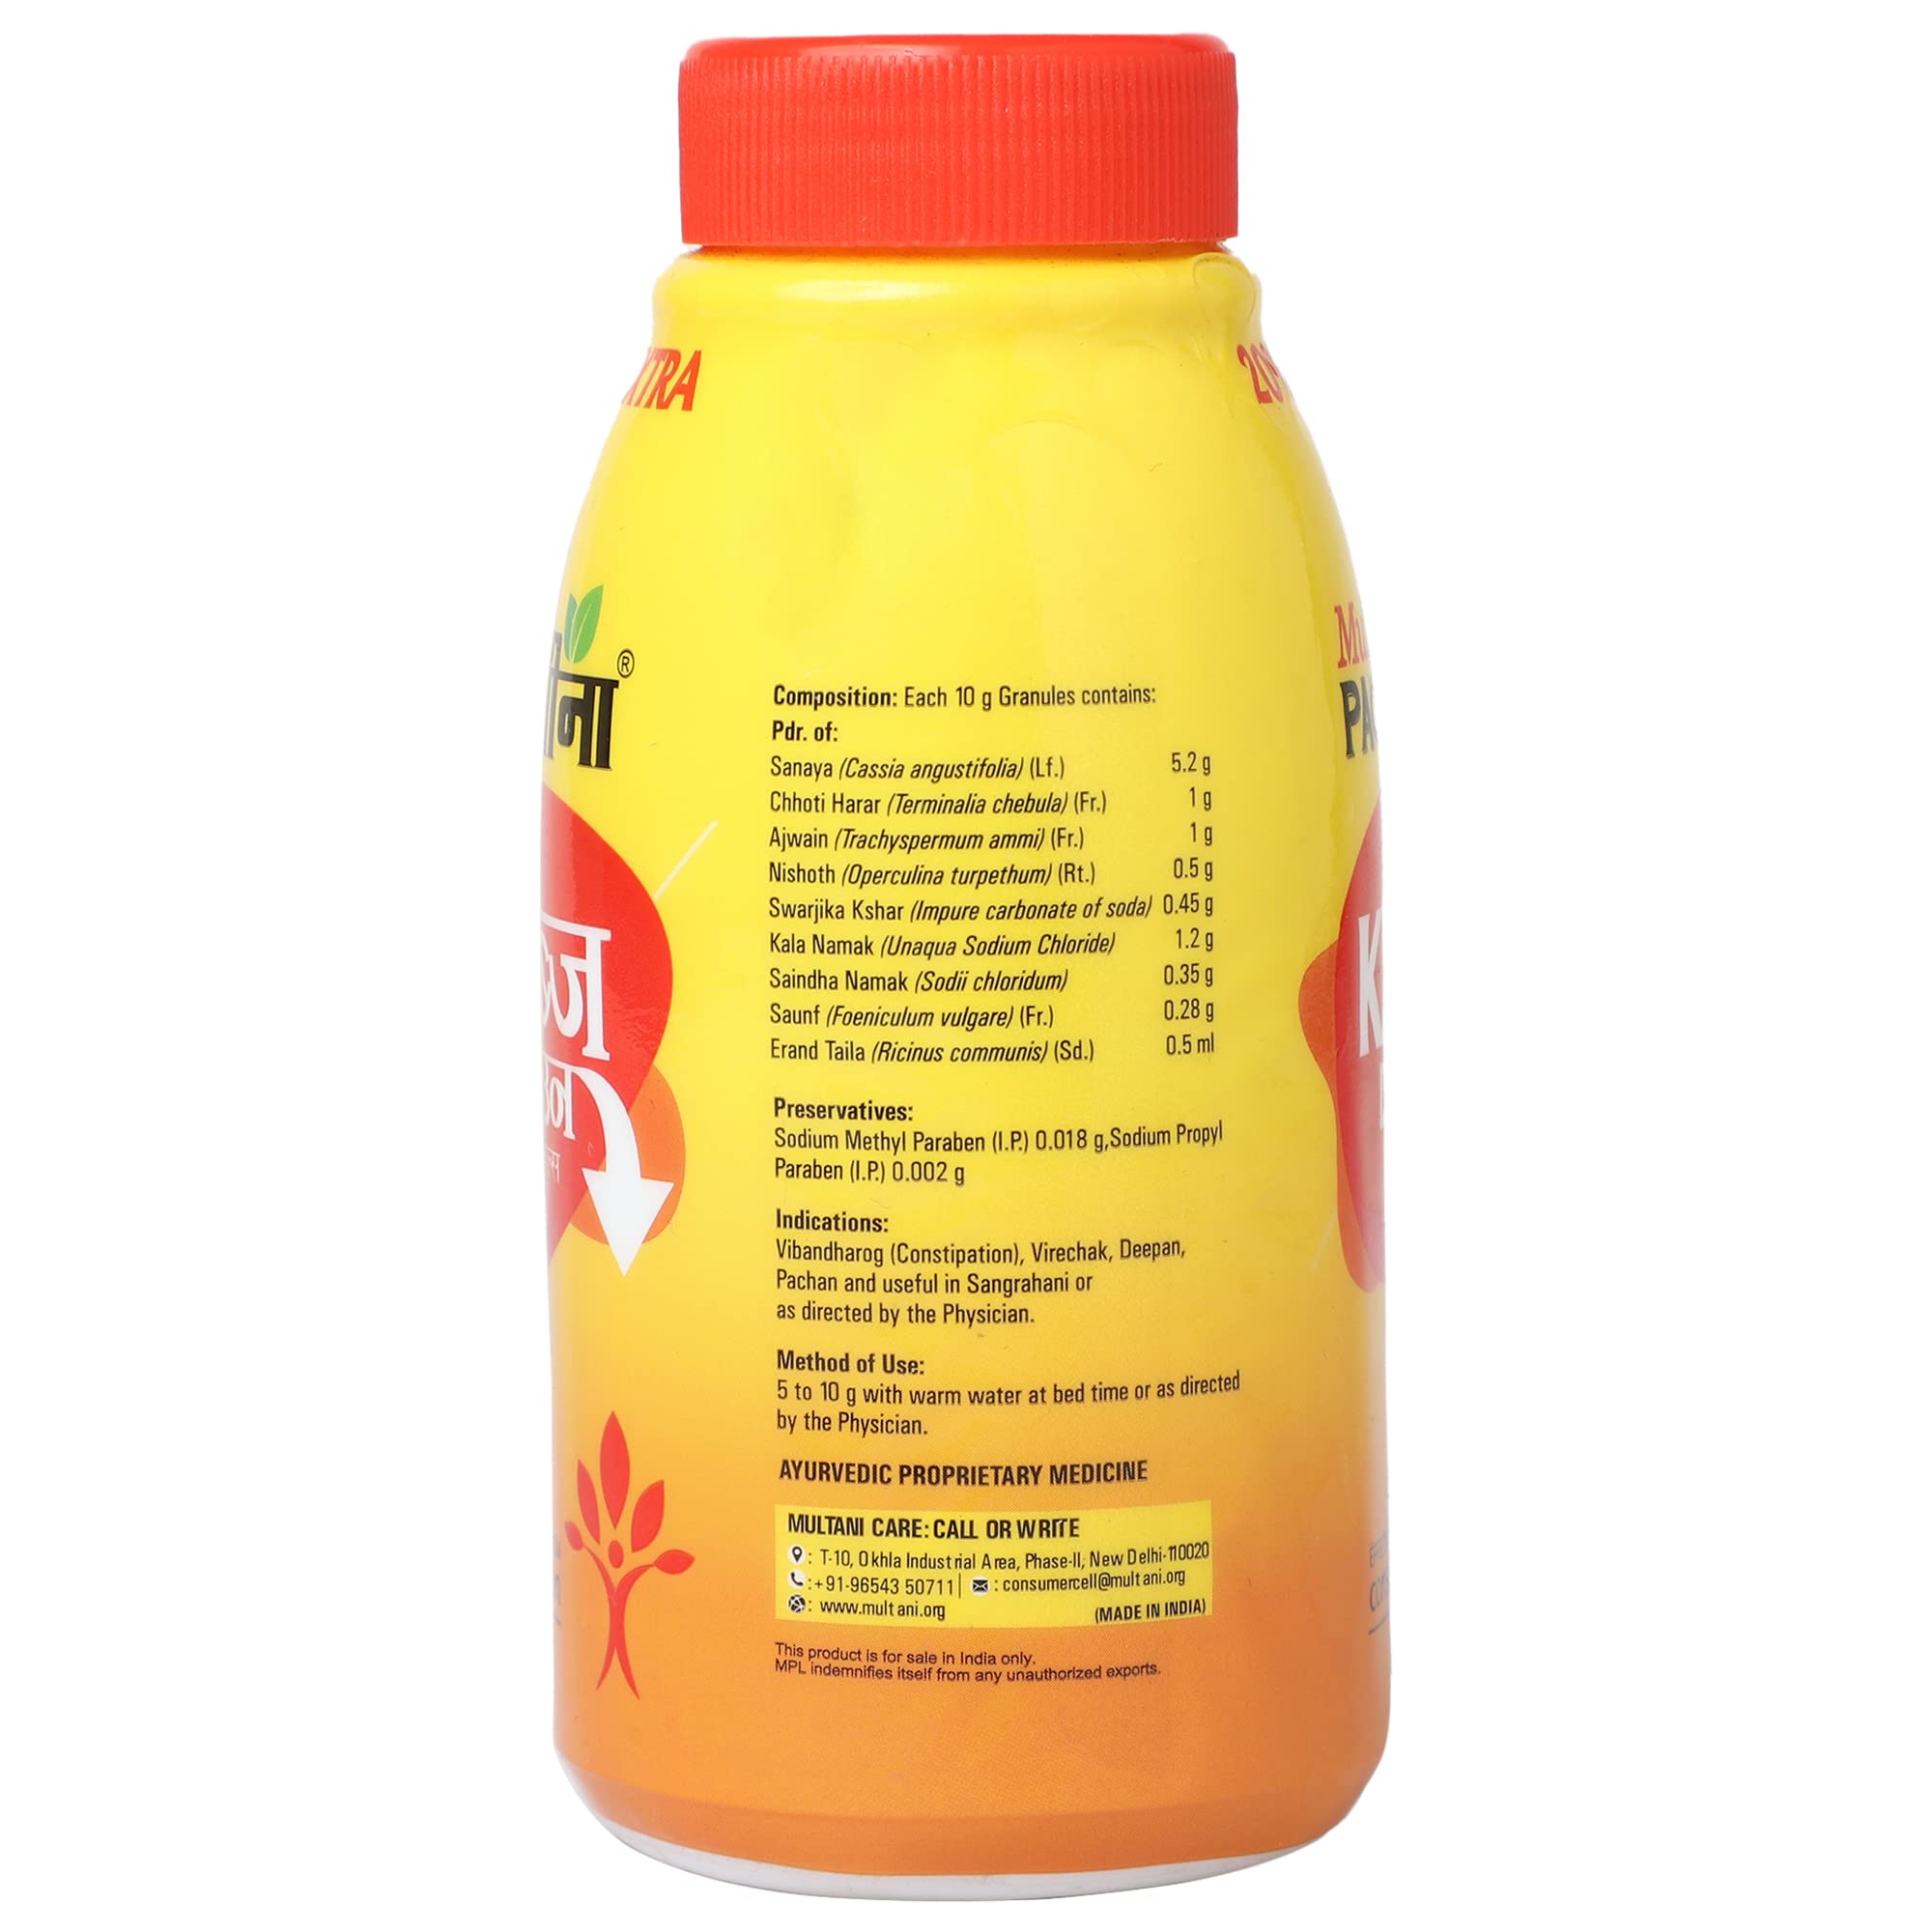 Composition: Each 10 g Granules contains:
Pdr. of:
Sanaya (Cassia angustifolia) (Lf.) 5.2 g
Chhoti Harar (Terminalia chebula) (Fr.) 1 g
Ajwain (Trachyspermum ammi) (Fr.) 1 g
Nishoth (Operculina turpethum) (Rt.) 0.5 g
Swarjika Kshar (Impure carbonate of soda) 0.45 g
Kala Namak (Unaqua Sodium Chloride) 1.2 g
Saindha Namak (Sodii chloridum) 0.35 g
Saunf (Foeniculum vulgare) (Fr.) 0.28 g
Erand Taila (Ricinus communis) (Sd.) 0.5 ml
Preservatives:
Sodium Methyl Paraben (I.P.) 0.018 g,Sodium Propyl
Paraben (I.P.) 0.002 g
Indications:
Vibandharog (Constipation), Virechak, Deepan,
Pachan and useful in Sangrahani or
as directed by the Physician.
Method of Use:
5 to 10 g with warm water at bed time or as directed
by the Physician.
AYURVEDIC PROPRIETARY MEDICINE
MULTANI CARE: CALL OR WRITE
: T-10, Okhla Industrial Area, Phase-II, New Delhi-110020
:+91-96543 50711| : consumercell@multani.org
: www.multani.org (MADE IN INDIA)
This product is for sale in India only.
MPL indemnifies itself from any unauthorized exports.